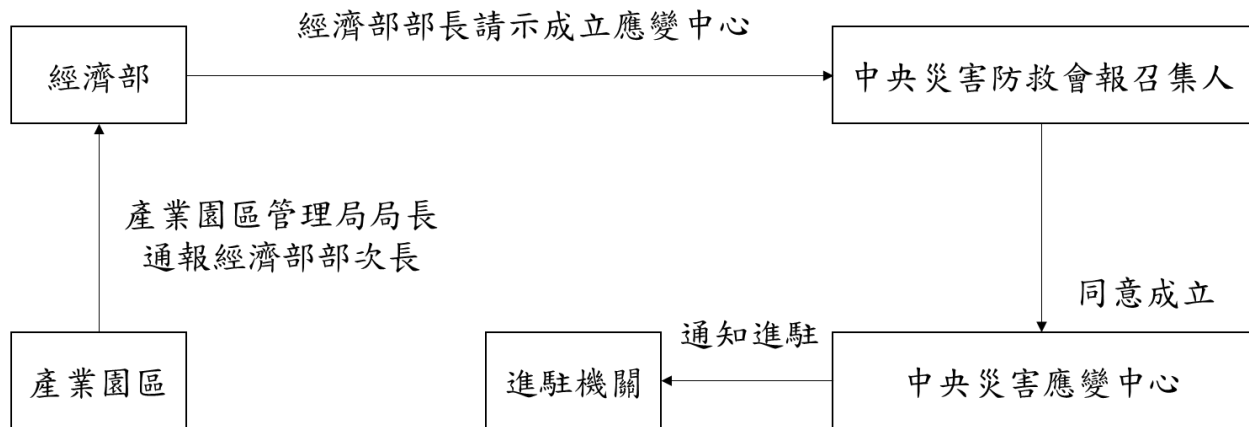 經濟部部長請示成立應變中心
經濟部
中央災害防救會報召集人
產業園區管理局局長
通報經濟部部次長
同意成立
通知進駐
產業園區
進駐機關
中央災害應變中心